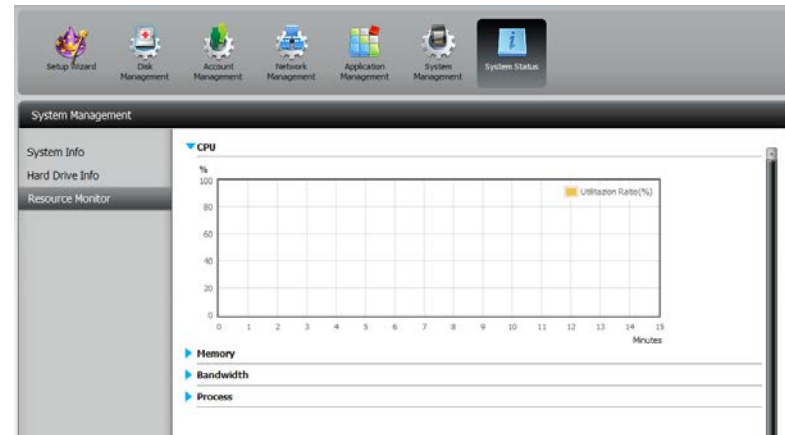 Setup Wizard
Disk
Management
Account
Management
Network
Management
Application
Management
System
Management
System Status
System Management
System Info
Hard Drive Info
Resource Monitor
CPU
%
100
Utilitazion Ratio(%)
80
60
40
20
0
0 1 2 3 4 5 6 7 8 9 10 11 12 13 14 15
Minutes
Memory
Bandwidth
Process